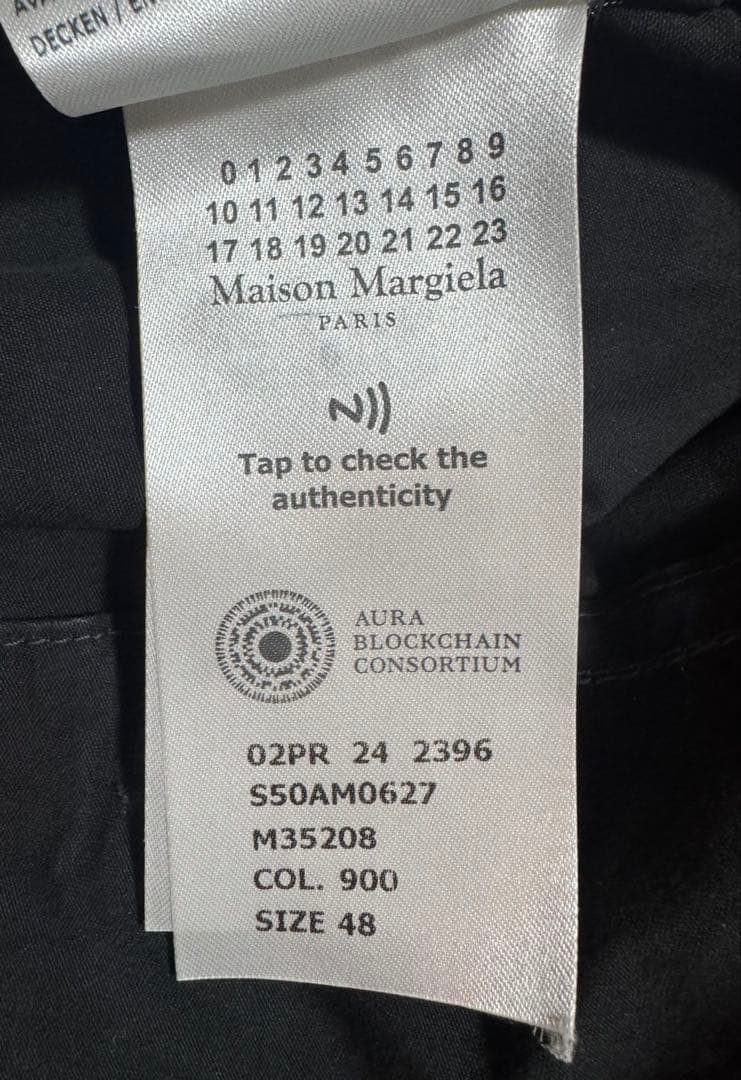 DECKEN /
0 1 2 3 4 5 6 7 8 9
10 11 12 13 14 15 16
17 18 19 20 21 22 23
Maison Margiela
PARIS
Tap to check the
authenticity
AURA
BLOCKCHAIN
CONSORTIUM
02PR 24 2396
S50AM0627
M35208
COL. 900
SIZE 48